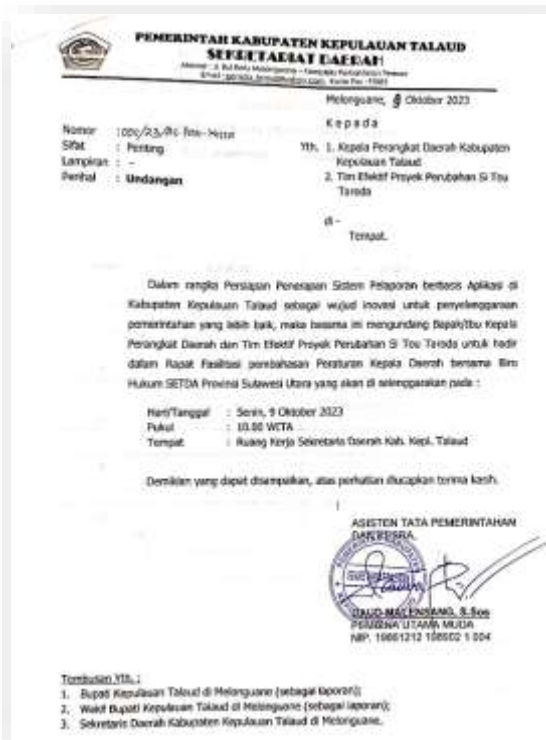 PEMERINTAH KABUPATEN KEPULAUAN TALAUD
SEKRETARIAT DAERAH
Melonguane, 8 Oktober 2023
Kepada
Nomor :
Sifat : Penting
Lampiran : -
Perihal : Undangan
Yth. 1. Kepala Perangkat Daerah Kabupaten
Kepulauan Talaud
2. Tim Efektif Proyek Perubahan Si Tou
Taroda
di -
Tempat.
Dalam rangka Persiapan Penerapan Sistem Pelaporan berbasis Aplikasi di
Kabupaten Kepulauan Talaud sebagai wujud inovasi untuk penyelenggaraan
pemerintahan yang lebih baik, maka bersama ini mengundang Bapak/Ibu Kepala
Perangkat Daerah dan Tim Efektif Proyek Perubahan Si Tou Taroda untuk hadir
dalam Rapat Fasilitasi pembahasan Peraturan Kepala Daerah bersama Biro
Hukum SETDA Provinsi Sulawesi Utara yang akan di selenggarakan pada :
Hari/Tanggal : Senin, 9 Oktober 2023
Pukul : 10.00 WITA
Tempat : Ruang Kerja Sekretaris Daerah Kab. Kepl. Talaud
Demikian yang dapat disampaikan, atas perhatian diucapkan terima kasih.
ASISTEN TATA PEMERINTAHAN
DAN KESRA,
DAUD MALENSANG, S.Sos
PEMBINA UTAMA MUDA
NIP.
Tembusan Yth. :
1. Bupati Kepulauan Talaud di Melonguane (sebagai laporan);
2. Wakil Bupati Kepulauan Talaud di Melonguane (sebagai laporan);
3. Sekretaris Daerah Kabupaten Kepulauan Talaud di Melonguane.